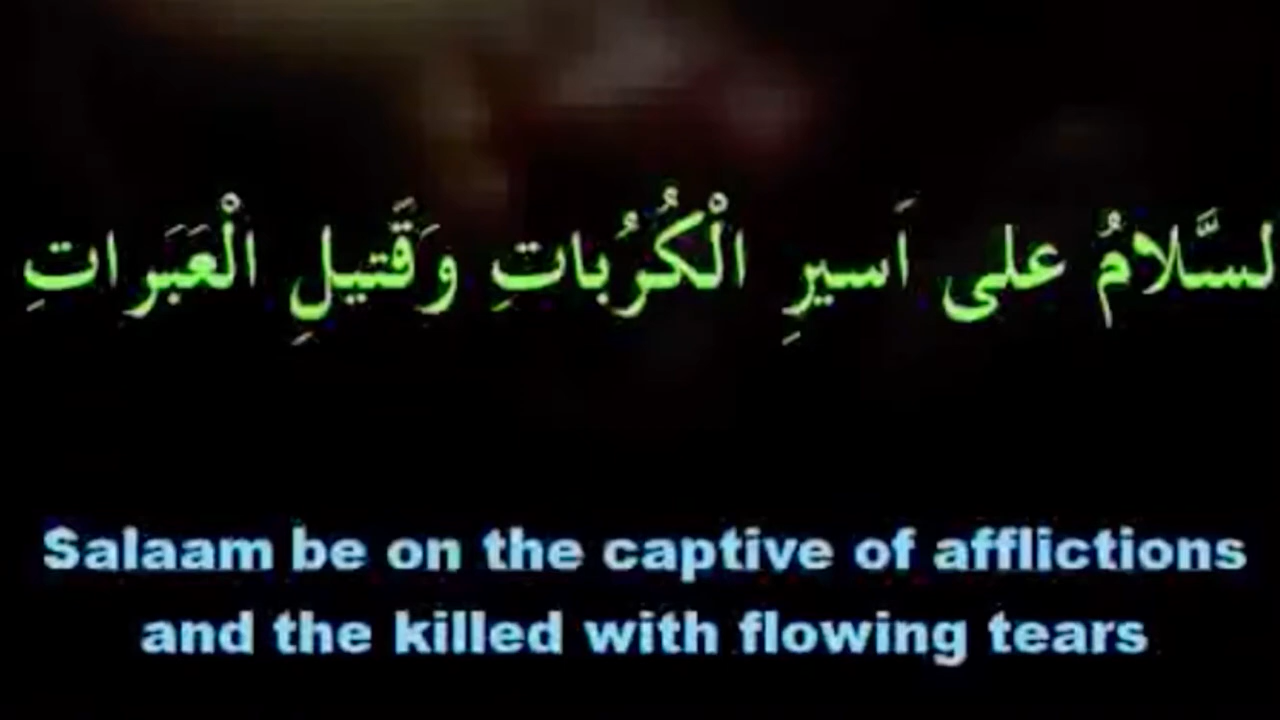 لسَّلامُ على اَسيرِ الْكُرُباتِ وَقَتيلِ الْعَبَراتِ
Salaam be on the captive of afflictions
and the killed with flowing tears